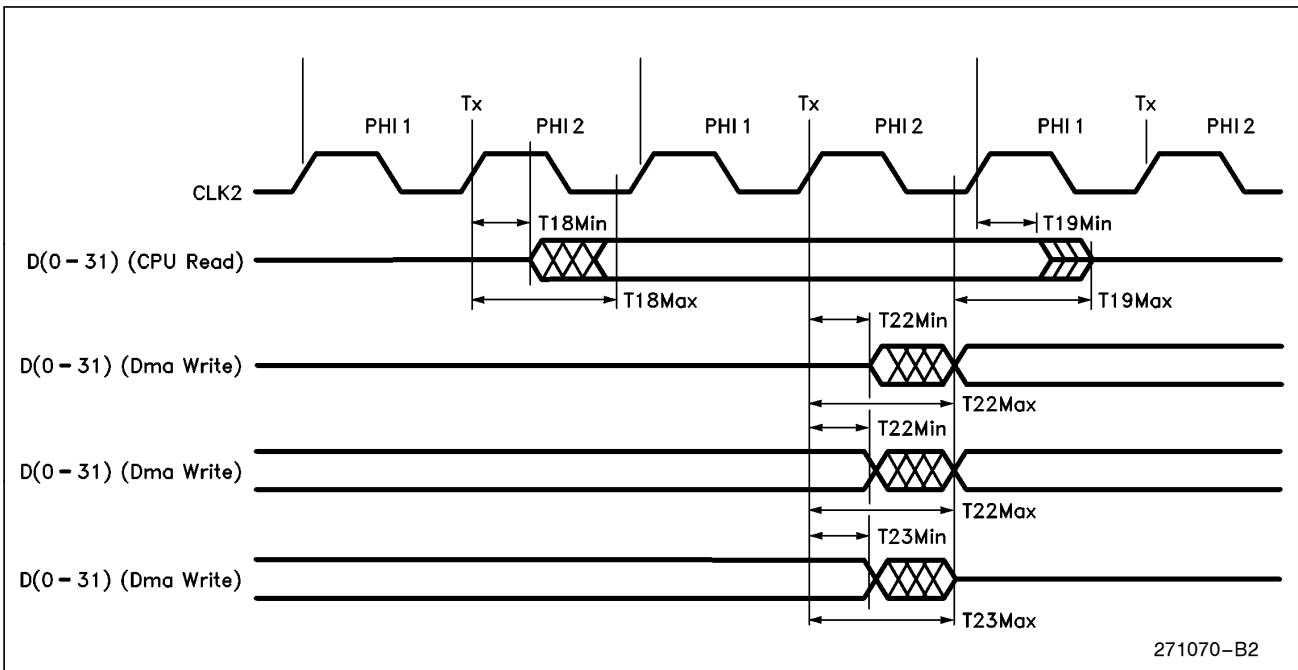 Tx Tx Tx
PHI 1 PHI 2 PHI 1 PHI 2 PHI 1 PHI 2
CLK2
T18Min T19Min
D(0-31) (CPU Read)
T18Max T19Max
T22Min
D(0-31) (Dma Write)
T22Max
T22Min
D(0-31) (Dma Write)
T22Max
T23Min
D(0-31) (Dma Write)
T23Max
271070-B2